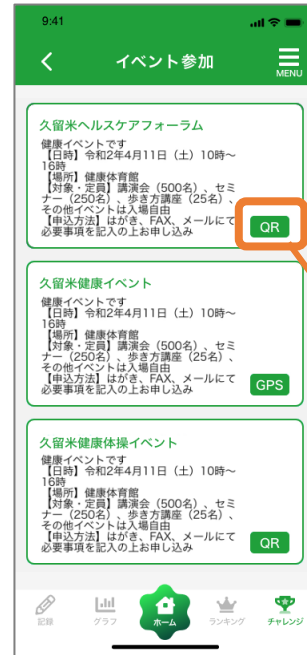 9:41
イベント参加
MENU
久留米ヘルスケアフォーラム
健康イベントです
【日時】令和2年4月11日（土）10時～
16時
【場所】健康体育館
【対象・定員】講演会（500名）、セミ
ナー（250名）、歩き方講座（25名）、
その他イベントは入場自由
【申込方法】はがき、FAX、メールにて
必要事項を記入の上お申し込み
QR
久留米健康イベント
健康イベントです
【日時】令和2年4月11日（土）10時～
16時
【場所】健康体育館
【対象・定員】講演会（500名）、セミ
ナー（250名）、歩き方講座（25名）、
その他イベントは入場自由
【申込方法】はがき、FAX、メールにて
必要事項を記入の上お申し込み
GPS
久留米健康体操イベント
健康イベントです
【日時】令和2年4月11日（土）10時～
16時
【場所】健康体育館
【対象・定員】講演会（500名）、セミ
ナー（250名）、歩き方講座（25名）、
その他イベントは入場自由
【申込方法】はがき、FAX、メールにて
必要事項を記入の上お申し込み
QR
記録 グラフ ホーム ランキング チャレンジ